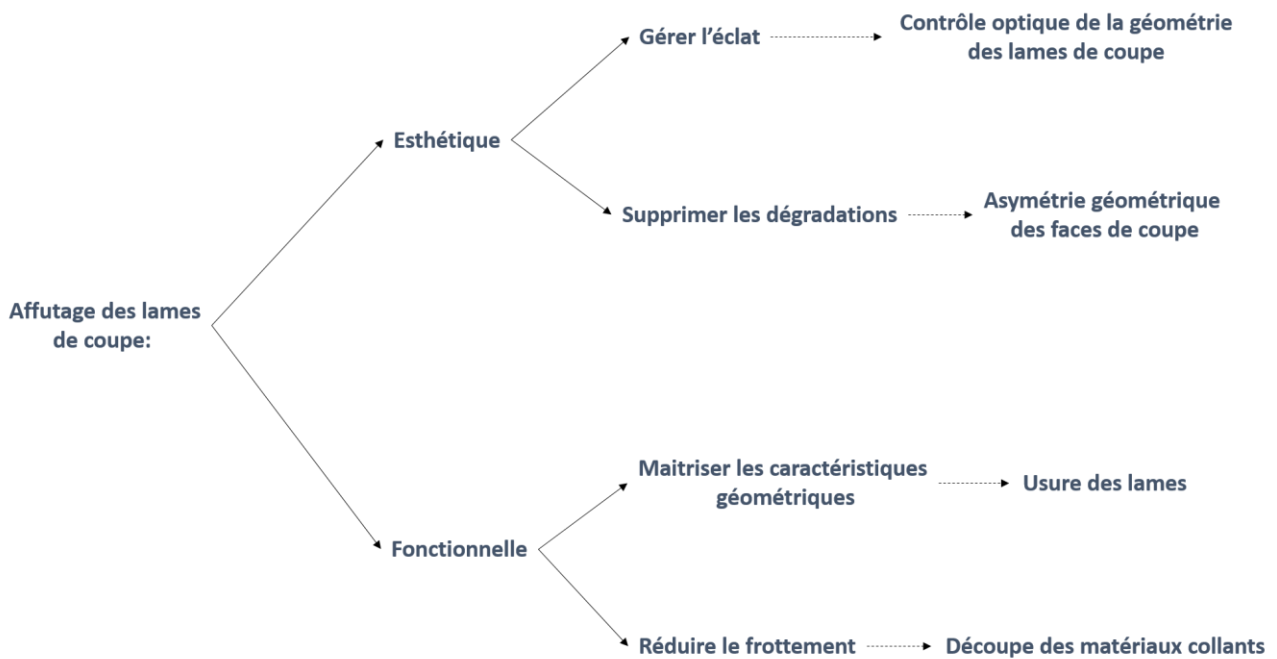 Gérer l'éclat
Contrôle optique de la géométrie
des lames de coupe
Esthétique
Supprimer les dégradations
Asymétrie géométrique
des faces de coupe
Affutage des lames
de coupe:
Maitriser les caractéristiques
géométriques
Usure des lames
Fonctionnelle
Réduire le frottement
Découpe des matériaux collants